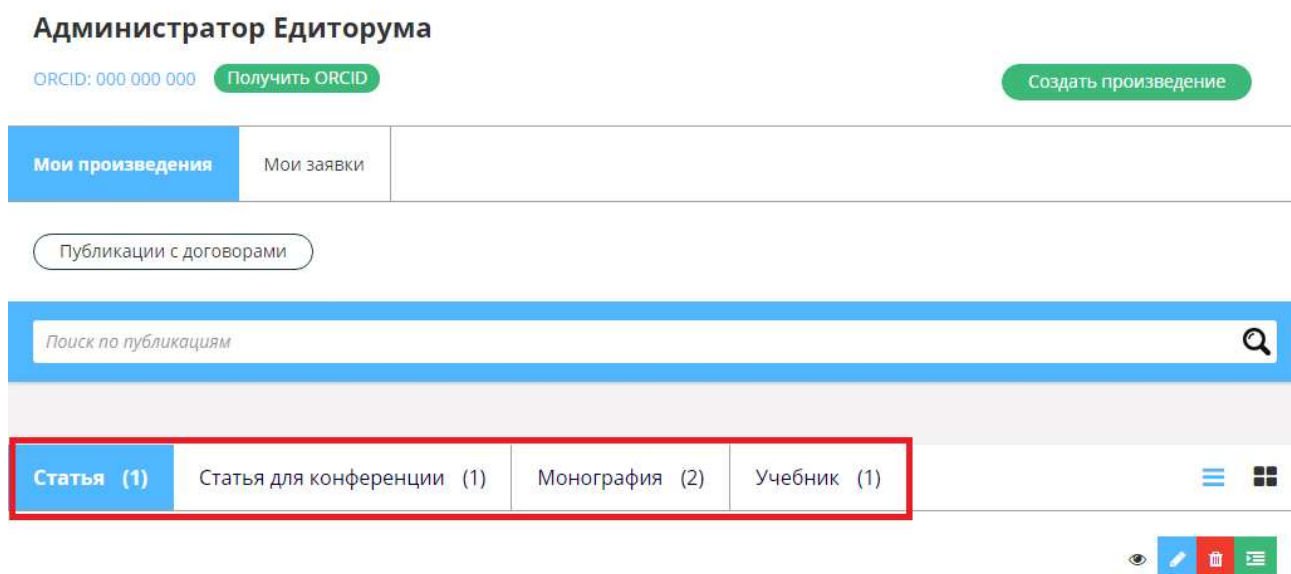 Администратор Едиторума
ORCID: 000 000 000 Получить ORCID
Создать произведение
Мои произведения Мои заявки
Публикации с договорами
Поиск по публикациям
Статья (1) Статья для конференции (1) Монография (2) Учебник (1)